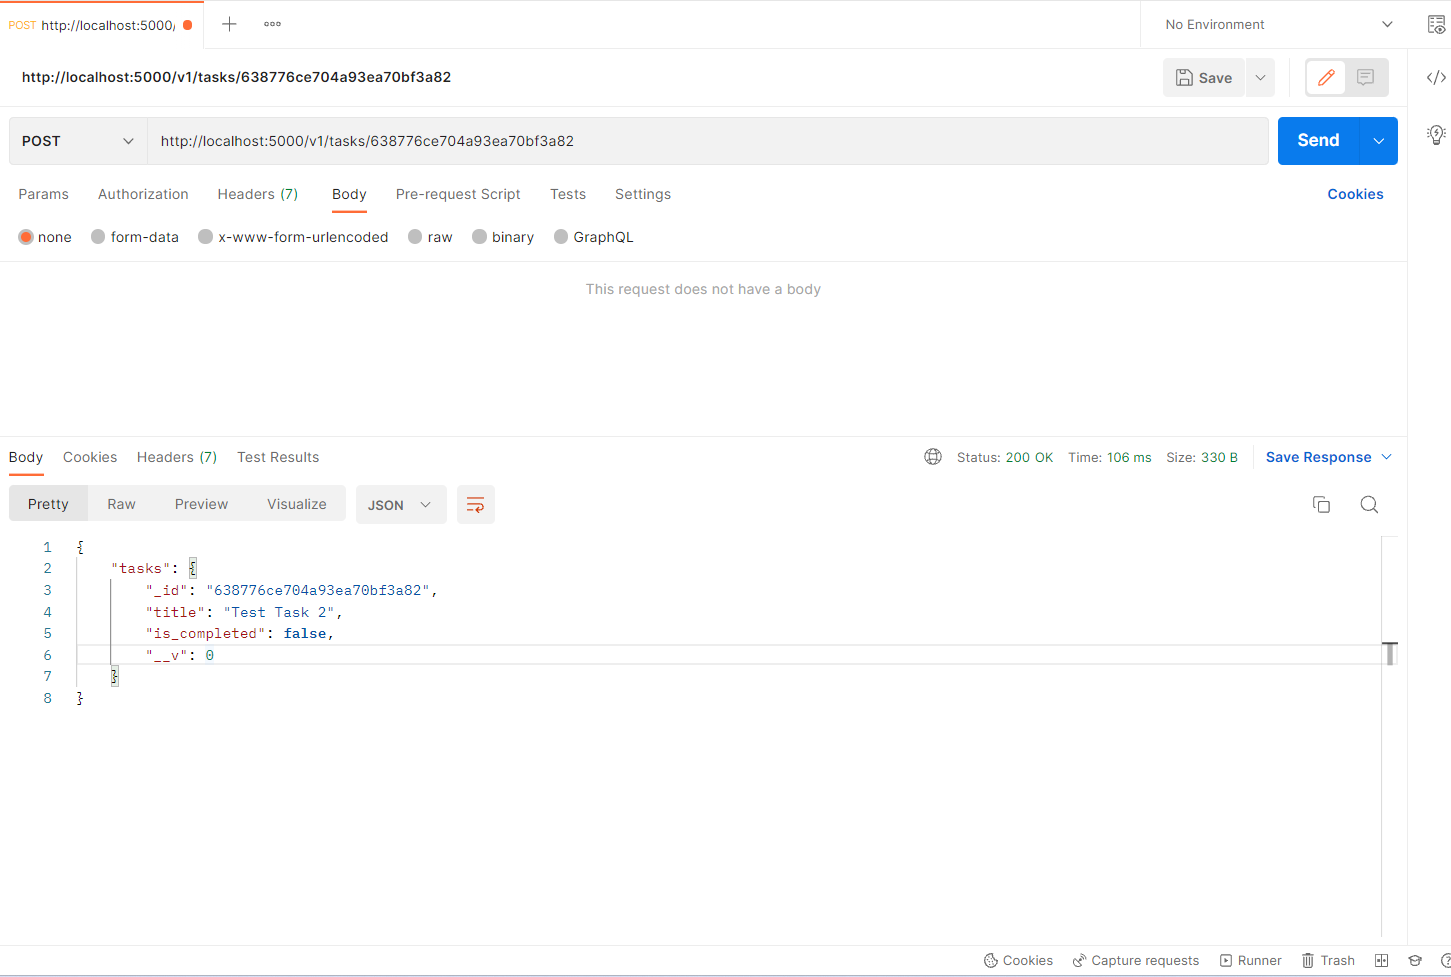 POST http://localhost:5000/
No Environment
http://localhost:5000/v1/tasks/638776ce704a93ea70bf3a82
Save
POST http://localhost:5000/v1/tasks/638776ce704a93ea70bf3a82 Send
Params Authorization Headers (7) Body Pre-request Script Tests Settings Cookies
none form-data x-www-form-urlencoded raw binary GraphQL
This request does not have a body
Body Cookies Headers (7) Test Results Status: 200 OK Time: 106 ms Size: 330 B Save Response
Pretty Raw Preview Visualize JSON
1 {
2 "tasks": {
3 "_id": "638776ce704a93ea70bf3a82",
4 "title": "Test Task 2",
5 "is_completed": false,
6 "__v": 0
7 }
8 }
Cookies Capture requests Runner Trash